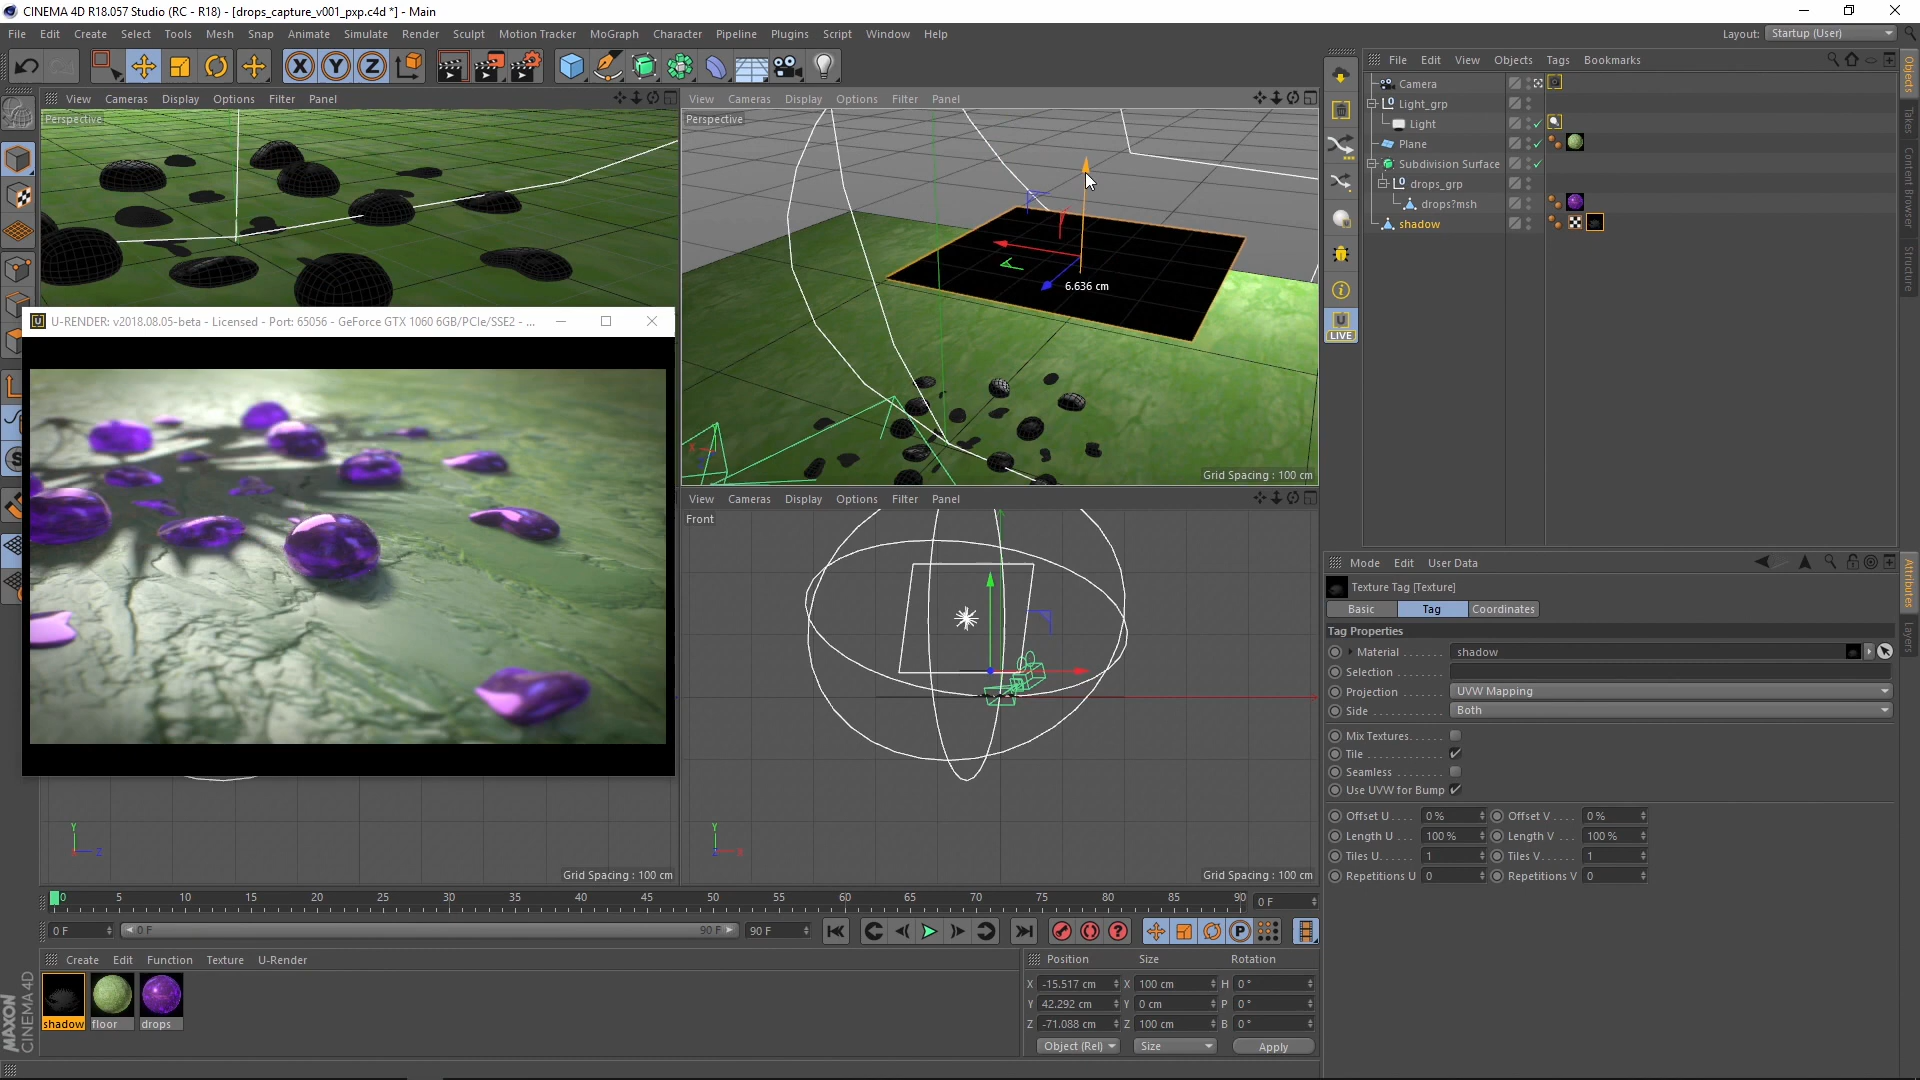 CINEMA 4D R18.057 Studio (RC - R18) - [drops_capture_v001_pxp.c4d *] - Main
File Edit Create Select Tools Mesh Snap Animate Simulate Render Sculpt Motion Tracker MoGraph Character Pipeline Plugins Script Window Help
Layout: Startup (User)
X Y Z
File Edit View Objects Tags Bookmarks
View Cameras Display Options Filter Panel
Perspective
View Cameras Display Options Filter Panel
Perspective
6.636 cm
Grid Spacing : 100 cm
U-RENDER: v2018.08.05-beta - Licensed - Port: 65056 - GeForce GTX 1060 6GB/PCIe/SSE2 - ...
View Cameras Display Options Filter Panel
Front
Y
Z
Grid Spacing : 100 cm
Y
X
Grid Spacing : 100 cm
U
LIVE
Camera
Light_grp
Light
Plane
Subdivision Surface
drops_grp
drops?msh
shadow
Objects
Takes
Content Browser
Structure
Mode Edit User Data
Texture Tag [Texture]
Basic Tag Coordinates
Tag Properties
Material shadow
Selection
Projection UVW Mapping
Side Both
Mix Textures
Tile
Seamless
Use UVW for Bump
Offset U 0 % Offset V 0 %
Length U 100 % Length V 100 %
Tiles U 1 Tiles V 1
Repetitions U 0 Repetitions V 0
Attributes
Layers
0 5 10 15 20 25 30 35 40 45 50 55 60 65 70 75 80 85 90 0 F
0 F 0 F 90 F 90 F
Create Edit Function Texture U-Render
shadow floor drops
Position Size Rotation
X -15.517 cm X 100 cm H 0 °
Y 42.292 cm Y 0 cm P 0 °
Z -71.088 cm Z 100 cm B 0 °
Object (Rel) Size Apply
MAXON
CINEMA 4D